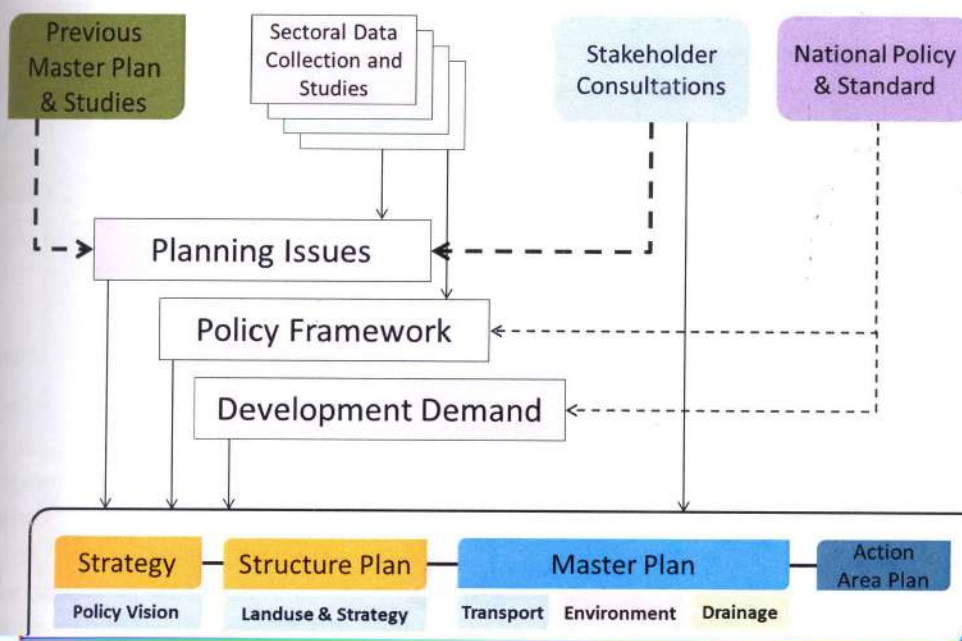 Previous
Master Plan
& Studies
Sectoral Data
Collection and
Studies
Stakeholder
Consultations
National Policy
& Standard
Planning Issues
Policy Framework
Development Demand
Strategy
Structure Plan
Master Plan
Action
Area Plan
Policy Vision
Landuse & Strategy
Transport
Environment
Drainage